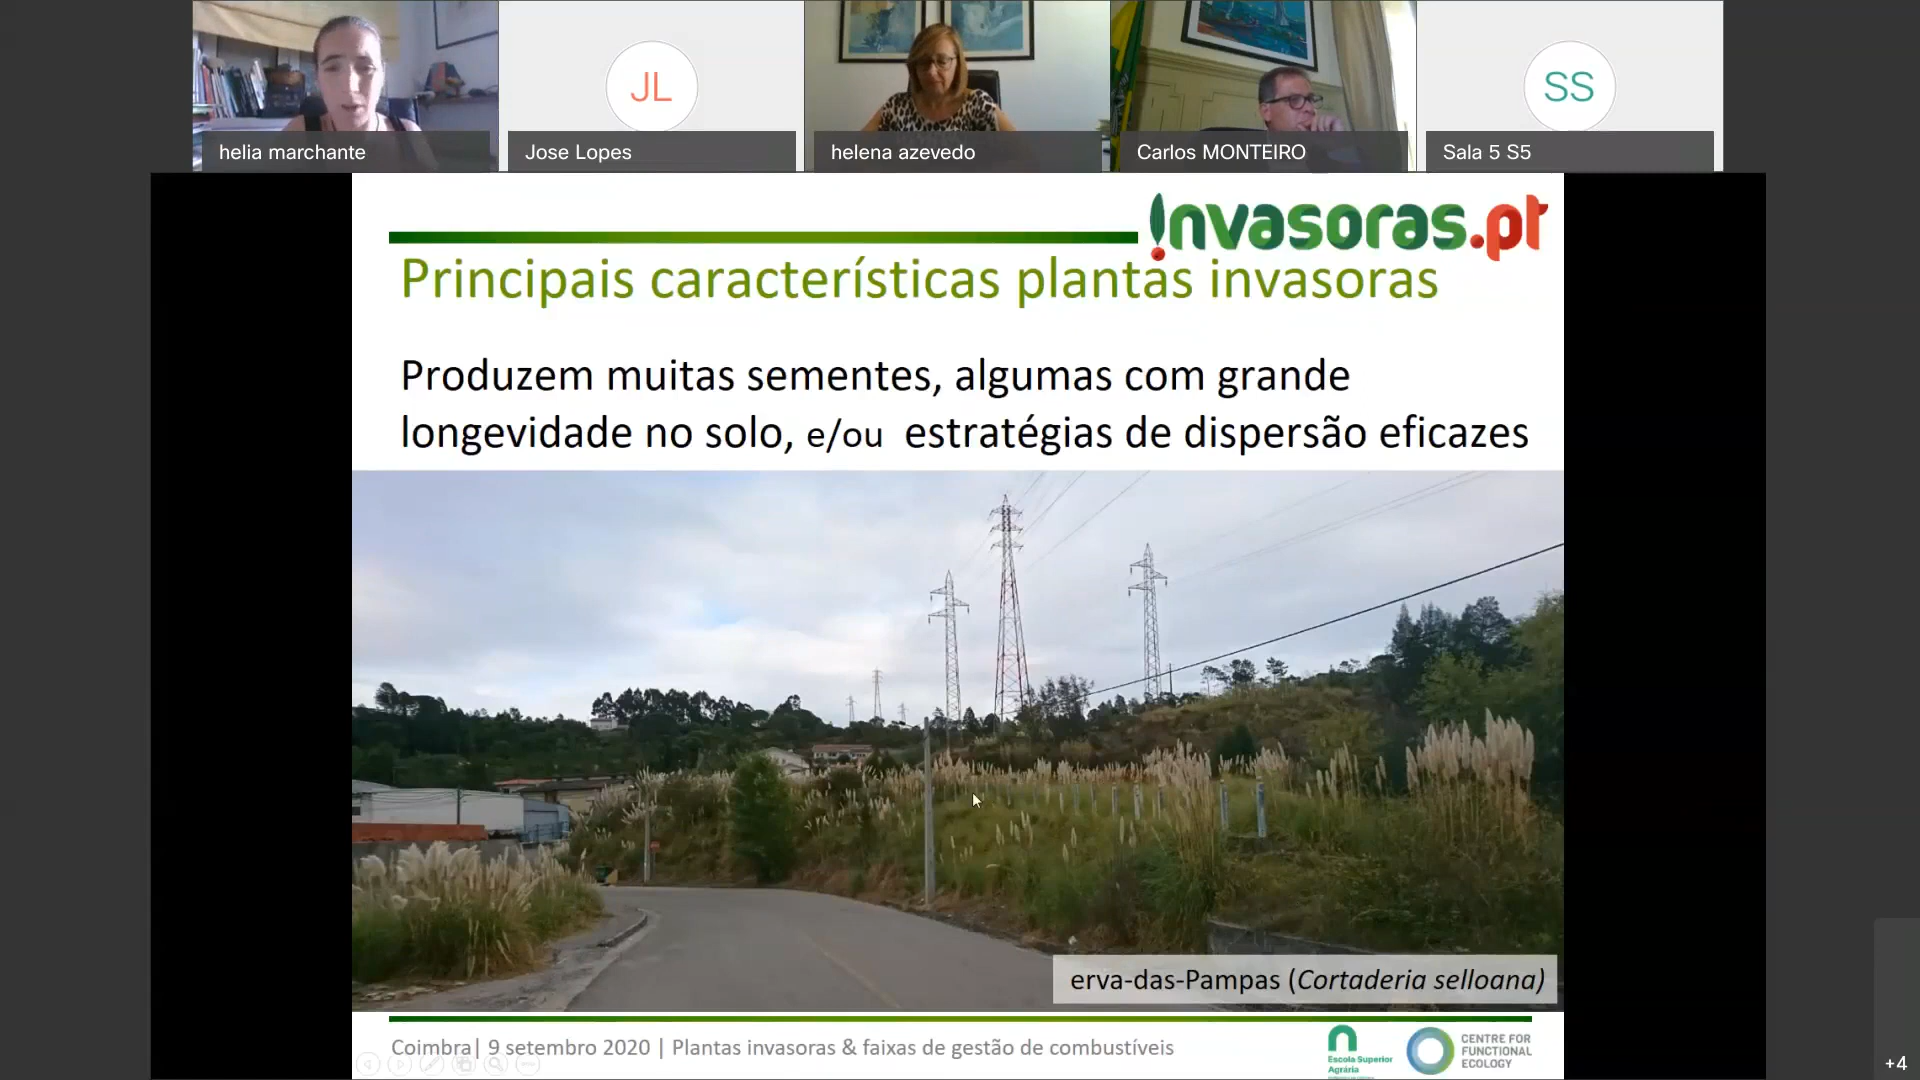 JL
SS
helia marchante
Jose Lopes
helena azevedo
Carlos MONTEIRO
Sala 5 S5
invasoras.pt
Principais características plantas invasoras
Produzem muitas sementes, algumas com grande
longevidade no solo, e/ou estratégias de dispersão eficazes
erva-das-Pampas (Cortaderia selloana)
Coimbra| 9 setembro 2020 | Plantas invasoras & faixas de gestão de combustíveis
Escola Superior
Agrária
CENTRE FOR
FUNCTIONAL
ECOLOGY
+4